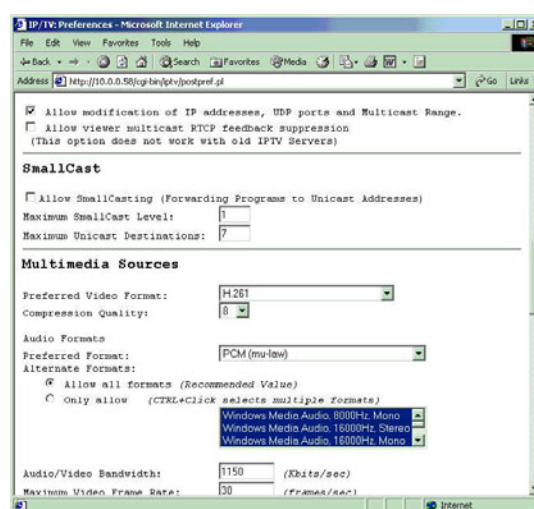 IP/TV: Preferences - Microsoft Internet Explorer
File Edit View Favorites Tools Help
Back Search Favorites Media
Address http://10.0.0.58/cgi-bin/iptv/postpref.pl Go Links
Allow modification of IP addresses, UDP ports and Multicast Range.
Allow viewer multicast RTCP feedback suppression
(This option does not work with old IPTV Servers)
SmallCast
Allow SmallCasting (Forwarding Programs to Unicast Addresses)
Maximum SmallCast Level: 1
Maximum Unicast Destinations: 7
Multimedia Sources
Preferred Video Format: H.261
Compression Quality: 8
Audio Formats
Preferred Format: PCM (mu-law)
Alternate Formats:
Allow all formats (Recommended Value)
Only allow (CTRL+Click selects multiple formats)
Windows Media Audio, 8000Hz, Mono
Windows Media Audio, 16000Hz, Stereo
Windows Media Audio, 16000Hz, Mono
Audio/Video Bandwidth: 1150 (Kbits/sec)
Maximum Video Frame Rate: 30 (frames/sec)
Internet